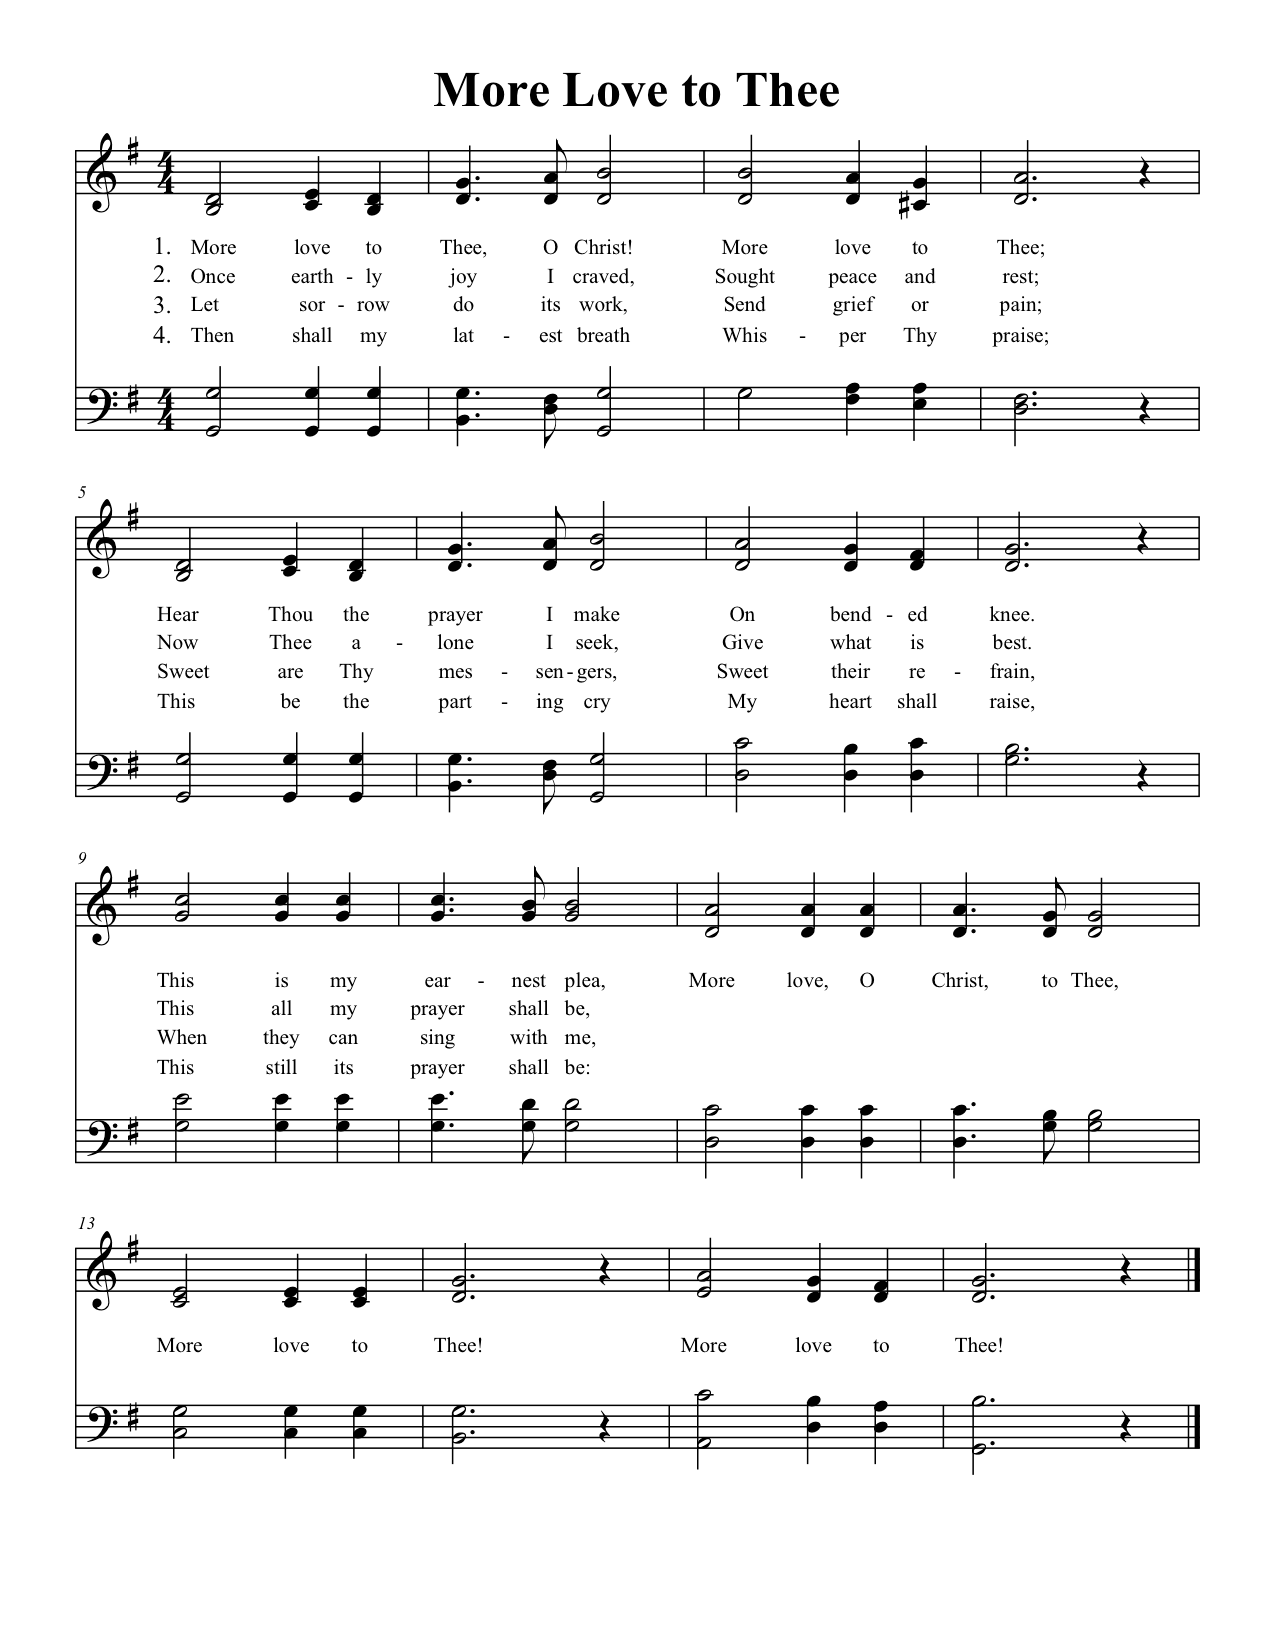 More Love to Thee
4
4
1. More love to Thee, O Christ! More love to Thee;
2. Once earth - ly joy I craved, Sought peace and rest;
3. Let sor - row do its work, Send grief or pain;
4. Then shall my lat - est breath Whis - per Thy praise;
4
4
5
Hear Thou the prayer I make On bend - ed knee.
Now Thee a - lone I seek, Give what is best.
Sweet are Thy mes - sen - gers, Sweet their re - frain,
This be the part - ing cry My heart shall raise,
9
This is my ear - nest plea, More love, O Christ, to Thee,
This all my prayer shall be,
When they can sing with me,
This still its prayer shall be:
13
More love to Thee! More love to Thee!